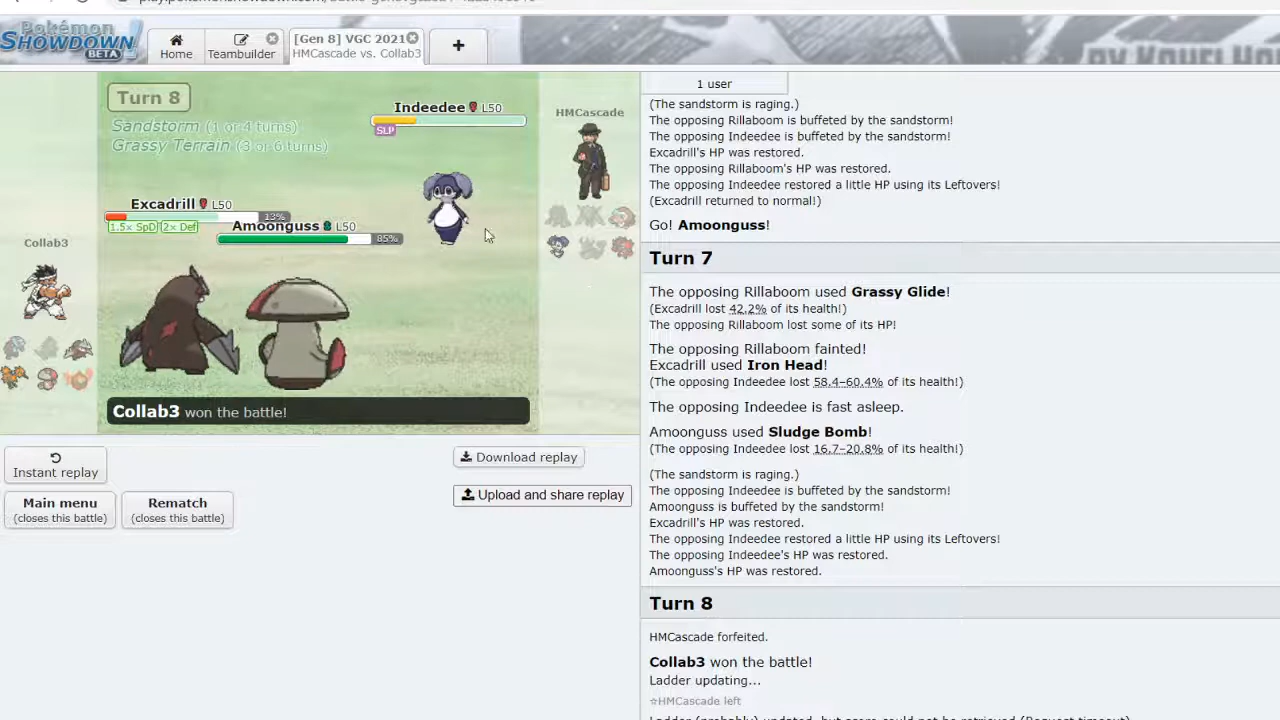 Pokémon
SHOWDOWN
BETA
Home
Teambuilder
[Gen 8] VGC 2021
HMCascade vs. Collab3
+
Turn 8
Sandstorm (1 or 4 turns)
Grassy Terrain (3 or 6 turns)
Indeedee L50
SLP
HMCascade
Excadrill L50
13%
1.5x SpD 2x Def
Amoonguss L50
85%
Collab3
Collab3 won the battle!
Instant replay
Download replay
Upload and share replay
Main menu
(closes this battle)
Rematch
(closes this battle)
1 user
(The sandstorm is raging.)
The opposing Rillaboom is buffeted by the sandstorm!
The opposing Indeedee is buffeted by the sandstorm!
Excadrill's HP was restored.
The opposing Rillaboom's HP was restored.
The opposing Indeedee restored a little HP using its Leftovers!
(Excadrill returned to normal!)
Go! Amoonguss!
Turn 7
The opposing Rillaboom used Grassy Glide!
(Excadrill lost 42.2% of its health!)
The opposing Rillaboom lost some of its HP!
The opposing Rillaboom fainted!
Excadrill used Iron Head!
(The opposing Indeedee lost 58.4–60.4% of its health!)
The opposing Indeedee is fast asleep.
Amoonguss used Sludge Bomb!
(The opposing Indeedee lost 16.7–20.8% of its health!)
(The sandstorm is raging.)
The opposing Indeedee is buffeted by the sandstorm!
Amoonguss is buffeted by the sandstorm!
Excadrill's HP was restored.
The opposing Indeedee restored a little HP using its Leftovers!
The opposing Indeedee's HP was restored.
Amoonguss's HP was restored.
Turn 8
HMCascade forfeited.
Collab3 won the battle!
Ladder updating...
☆HMCascade left
Ladder (probably) updated, but score could not be retrieved (Request timeout)